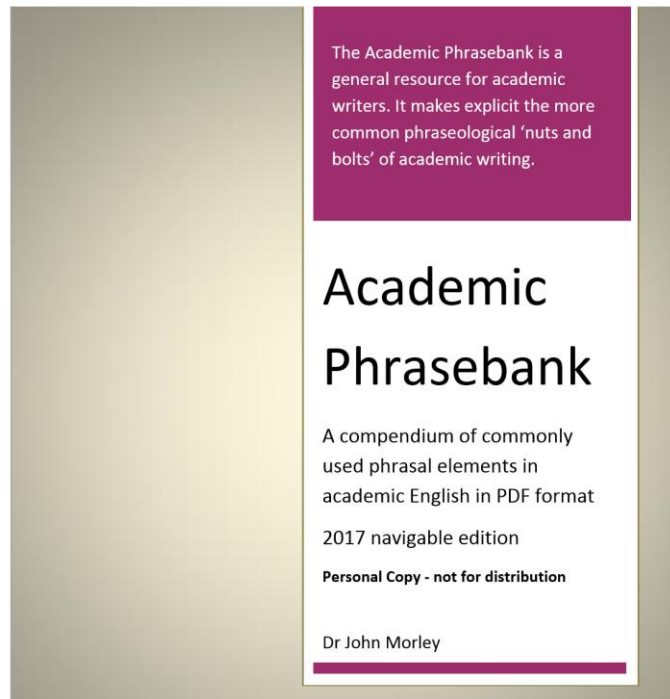 The Academic Phrasebank is a
general resource for academic
writers. It makes explicit the more
common phraseological ‘nuts and
bolts’ of academic writing.
Academic
Phrasebank
A compendium of commonly
used phrasal elements in
academic English in PDF format
2017 navigable edition
Personal Copy - not for distribution
Dr John Morley